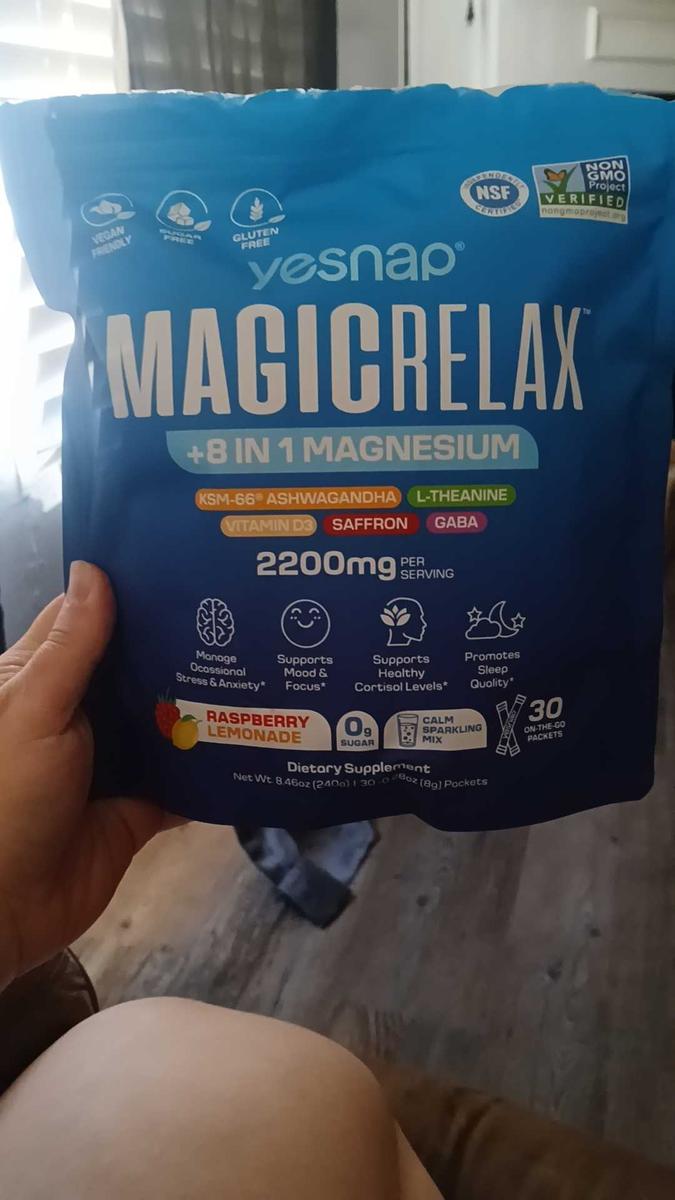 VEGAN
FRIENDLY
SUGAR
FREE
GLUTEN
FREE
INDEPENDENTLY
NSF
CERTIFIED
NON
GMO
Project
VERIFIED
nongmoproject.org
yesnap®
MAGICRELAX™
+8 IN 1 MAGNESIUM
KSM-66® ASHWAGANDHA
L-THEANINE
VITAMIN D3
SAFFRON
GABA
2200mg PER
SERVING
Manage
Ocassional
Stress & Anxiety*
Supports
Mood &
Focus*
Supports
Healthy
Cortisol Levels*
Promotes
Sleep
Quality*
RASPBERRY
LEMONADE
0g
SUGAR
CALM
SPARKLING
MIX
30
ON-THE-GO
PACKETS
Dietary Supplement
Net Wt. 8.46oz (240g) | 30 - 0.28oz (8g) Packets